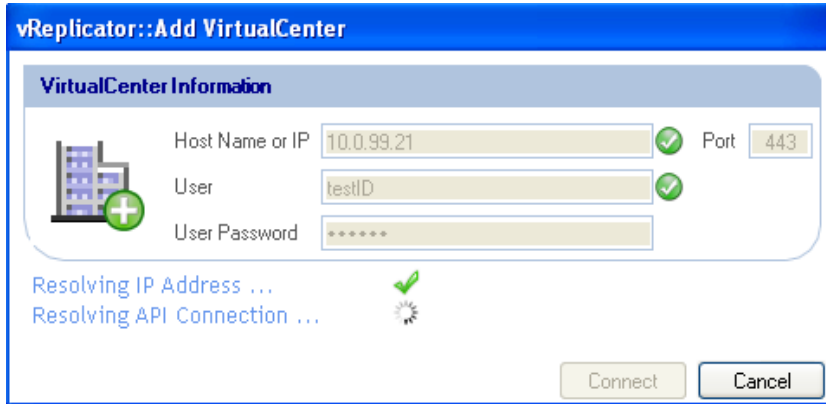 vReplicator::Add VirtualCenter
VirtualCenter Information
Host Name or IP 10.0.99.21 Port 443
User testID
User Password ••••••
Resolving IP Address ...
Resolving API Connection ...
Connect Cancel